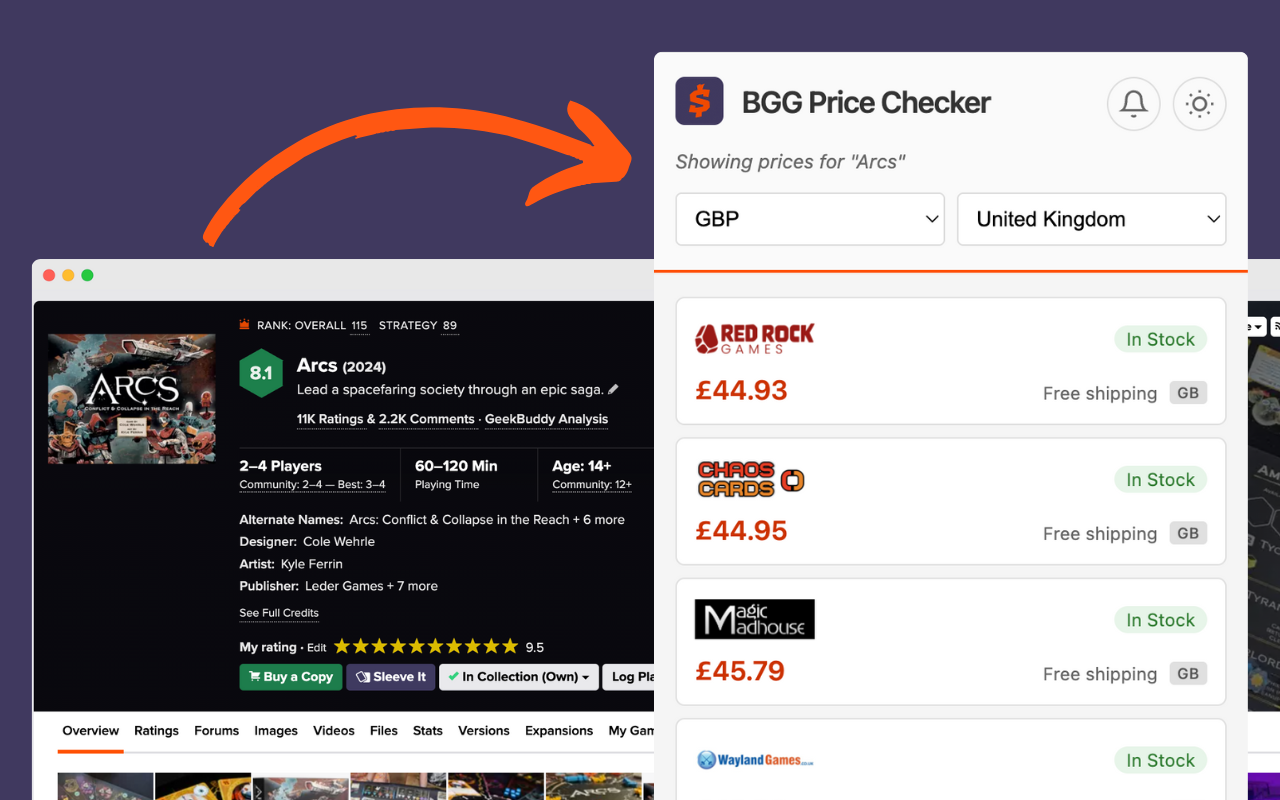 $ BGG Price Checker
Showing prices for "Arcs"
GBP
United Kingdom
RED ROCK
GAMES
In Stock
£44.93
Free shipping GB
CHAOS
CARDS
In Stock
£44.95
Free shipping GB
Magic
Madhouse
In Stock
£45.79
Free shipping GB
WaylandGames.co.uk
In Stock
RANK: OVERALL 115 STRATEGY 89
8.1
Arcs (2024)
Lead a spacefaring society through an epic saga.
11K Ratings & 2.2K Comments · GeekBuddy Analysis
ARCS
CONFLICT & COLLAPSE IN THE REACH
2–4 Players
Community: 2–4 — Best: 3–4
60–120 Min
Playing Time
Age: 14+
Community: 12+
Alternate Names: Arcs: Conflict & Collapse in the Reach + 6 more
Designer: Cole Wehrle
Artist: Kyle Ferrin
Publisher: Leder Games + 7 more
See Full Credits
My rating · Edit 9.5
Buy a Copy
Sleeve It
In Collection (Own)
Log Pla
Overview Ratings Forums Images Videos Files Stats Versions Expansions My Gam
ARCS